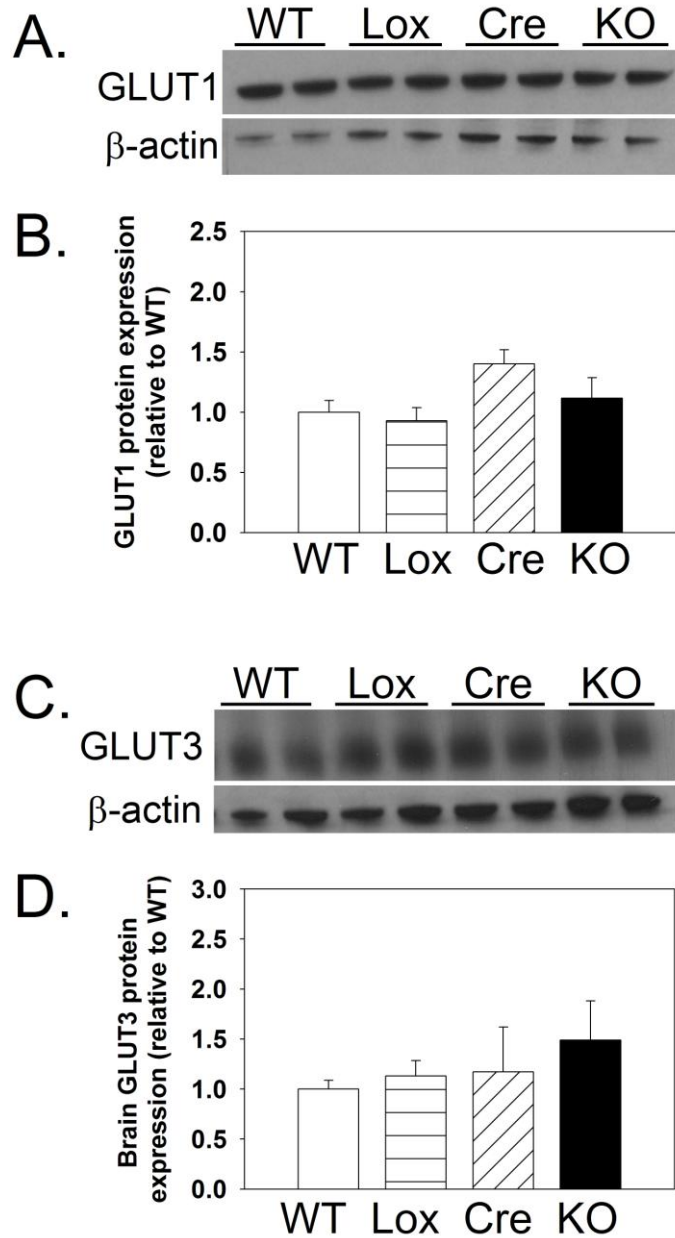 A.
WT Lox Cre KO
GLUT1
β-actin
B.
GLUT1 protein expression
(relative to WT)
2.5
2.0
1.5
1.0
0.5
0.0
WT Lox Cre KO
C.
WT Lox Cre KO
GLUT3
β-actin
D.
Brain GLUT3 protein
expression (relative to WT)
3.0
2.5
2.0
1.5
1.0
0.5
0.0
WT Lox Cre KO